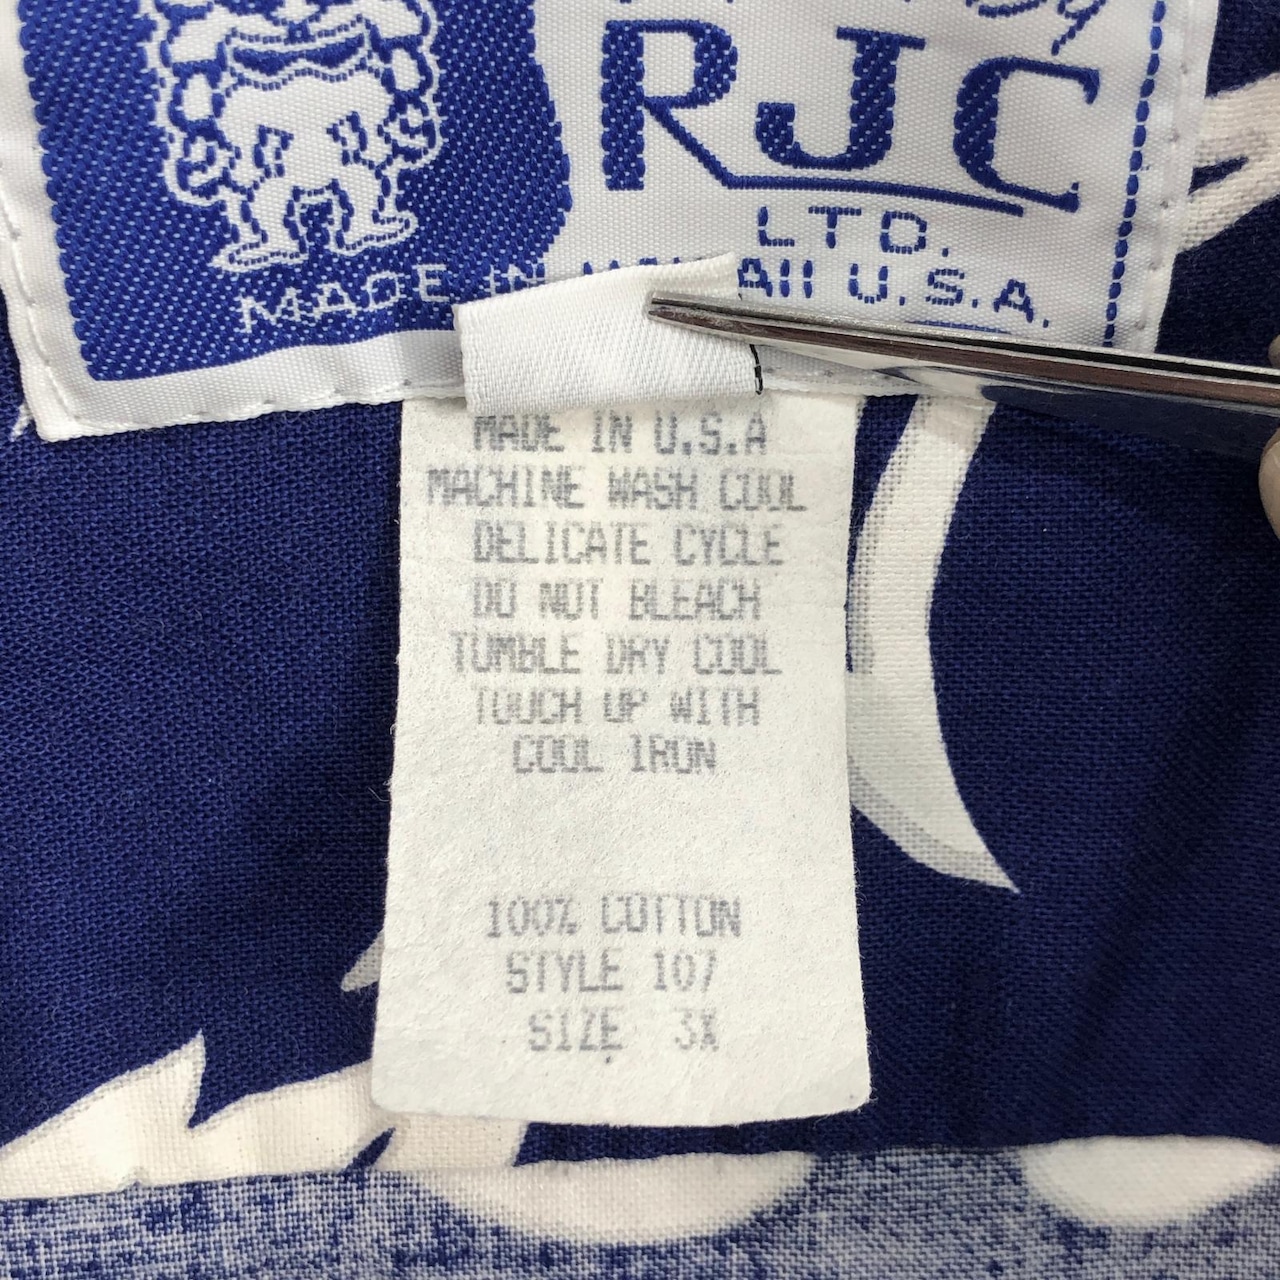 RJC
LTD.
MADE IN HAWAII U.S.A.
MADE IN U.S.A
MACHINE WASH COOL
DELICATE CYCLE
DO NOT BLEACH
TUMBLE DRY COOL
TOUCH UP WITH
COOL IRON
100% COTTON
STYLE 107
SIZE 3X